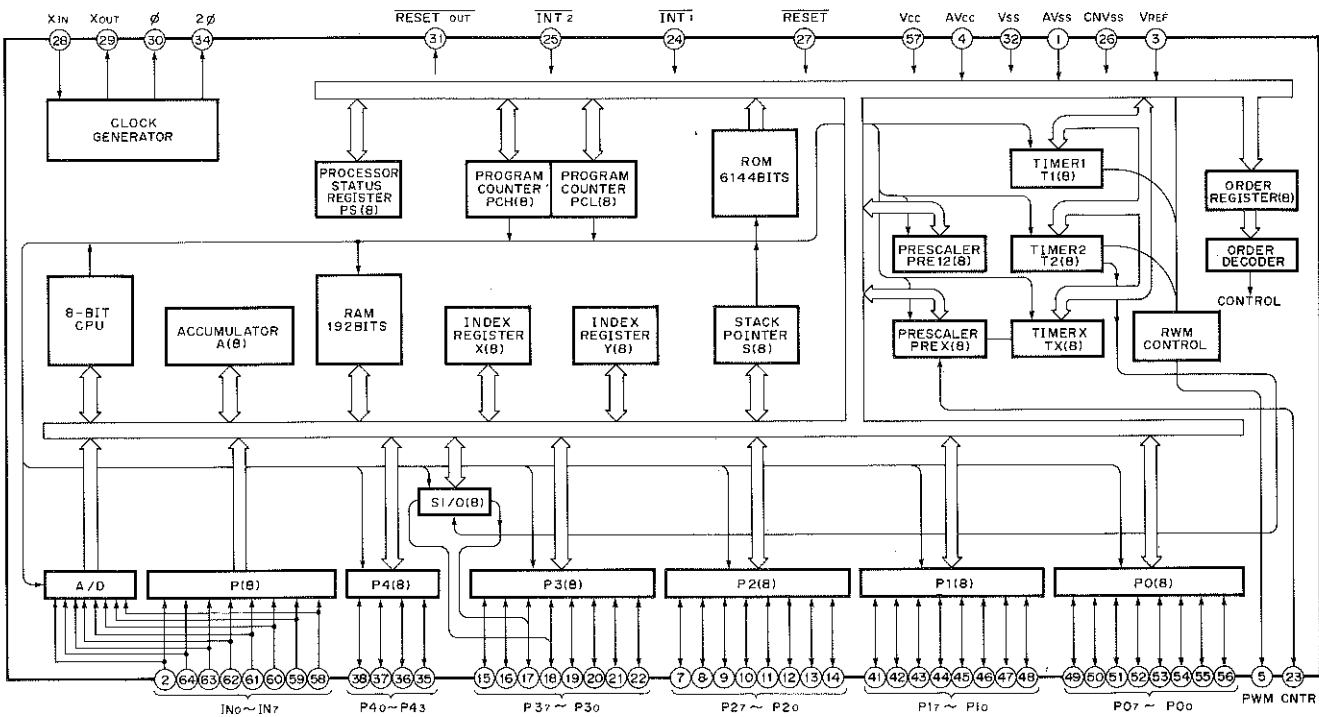 XIN XOUT ϕ 2ϕ RESET OUT INT 2 INT 1 RESET VCC AVCC VSS AVSS CNVSS VREF
28 29 30 34 31 25 24 27 57 4 32 1 26 3
CLOCK
GENERATOR
PROCESSOR
STATUS
REGISTER
PS(8)
PROGRAM
COUNTER
PCH(8)
PROGRAM
COUNTER
PCL(8)
ROM
6144BITS
TIMER1
T1(8)
ORDER
REGISTER(8)
PRESCALER
PRE12(8)
TIMER2
T2(8)
ORDER
DECODER
CONTROL
8-BIT
CPU
ACCUMULATOR
A(8)
RAM
192BITS
INDEX
REGISTER
X(8)
INDEX
REGISTER
Y(8)
STACK
POINTER
S(8)
PRESCALER
PREX(8)
TIMERX
TX(8)
RWM
CONTROL
SI/O(8)
A/D P(8) P4(8) P3(8) P2(8) P1(8) P0(8)
2 64 63 62 61 60 59 58 38 37 36 35 15 16 17 18 19 20 21 22 7 8 9 10 11 12 13 14 41 42 43 44 45 46 47 48 49 50 51 52 53 54 55 56 5 23
IN0~IN7 P40~P43 P37~P30 P27~P20 P17~P10 P07~P00 PWM CNTR